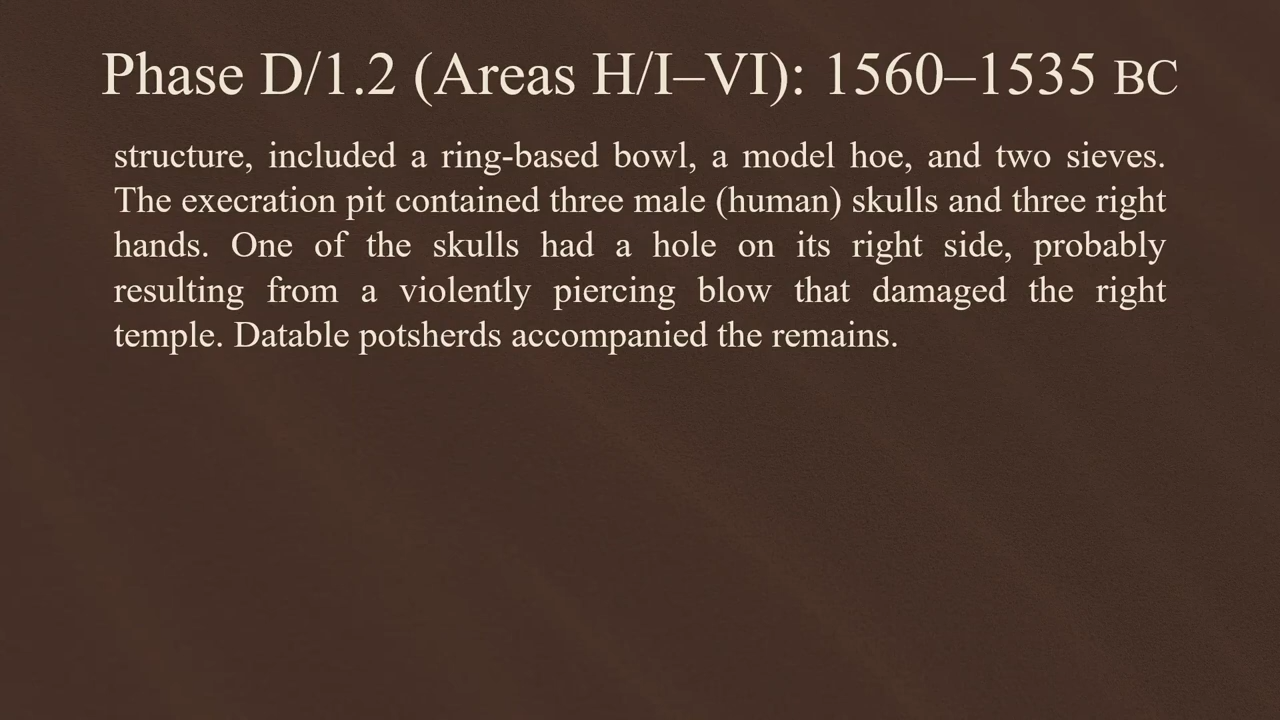 Phase D/1.2 (Areas H/I–VI): 1560–1535 BC
structure, included a ring-based bowl, a model hoe, and two sieves.
The execration pit contained three male (human) skulls and three right
hands. One of the skulls had a hole on its right side, probably
resulting from a violently piercing blow that damaged the right
temple. Datable potsherds accompanied the remains.